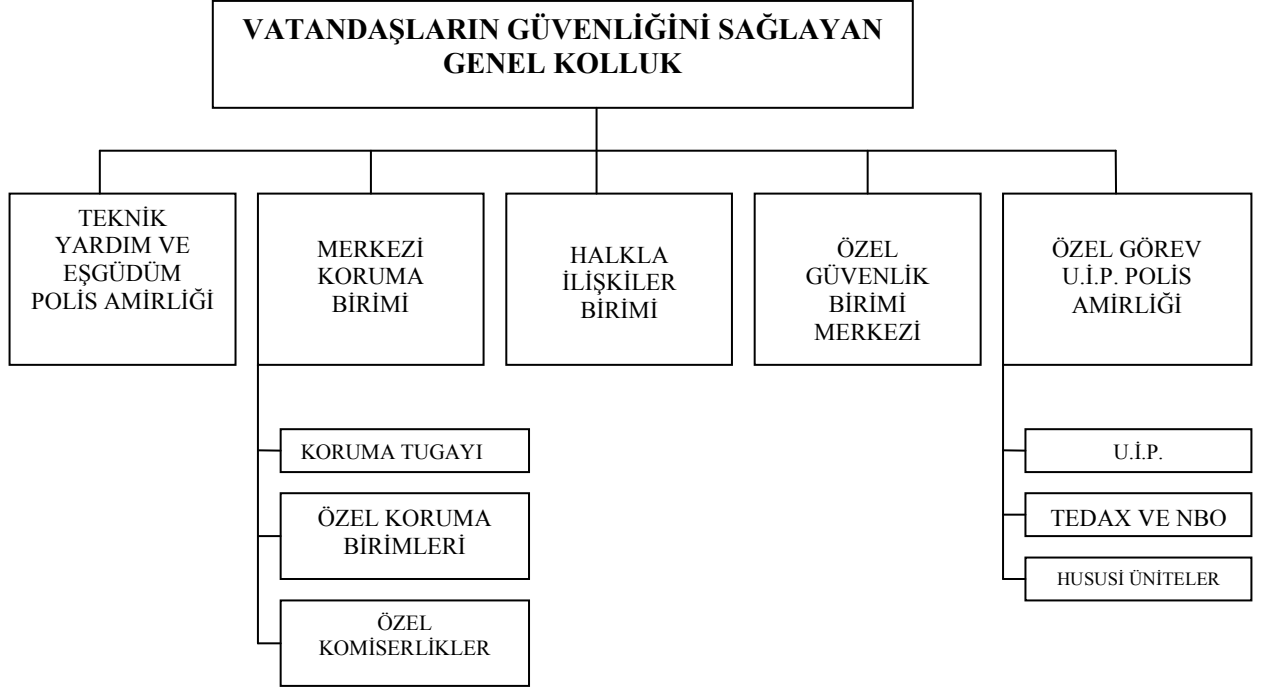 VATANDAŞLARIN GÜVENLİĞİNİ SAĞLAYAN
GENEL KOLLUK
TEKNİK
YARDIM VE
EŞGÜDÜM
POLİS AMİRLİĞİ
MERKEZİ
KORUMA
BİRİMİ
HALKLA
İLİŞKİLER
BİRİMİ
ÖZEL
GÜVENLİK
BİRİMİ
MERKEZİ
ÖZEL GÖREV
U.İ.P. POLİS
AMİRLİĞİ
KORUMA TUGAYI
ÖZEL KORUMA
BİRİMLERİ
ÖZEL
KOMİSERLİKLER
U.İ.P.
TEDAX VE NBO
HUSUSİ ÜNİTELER